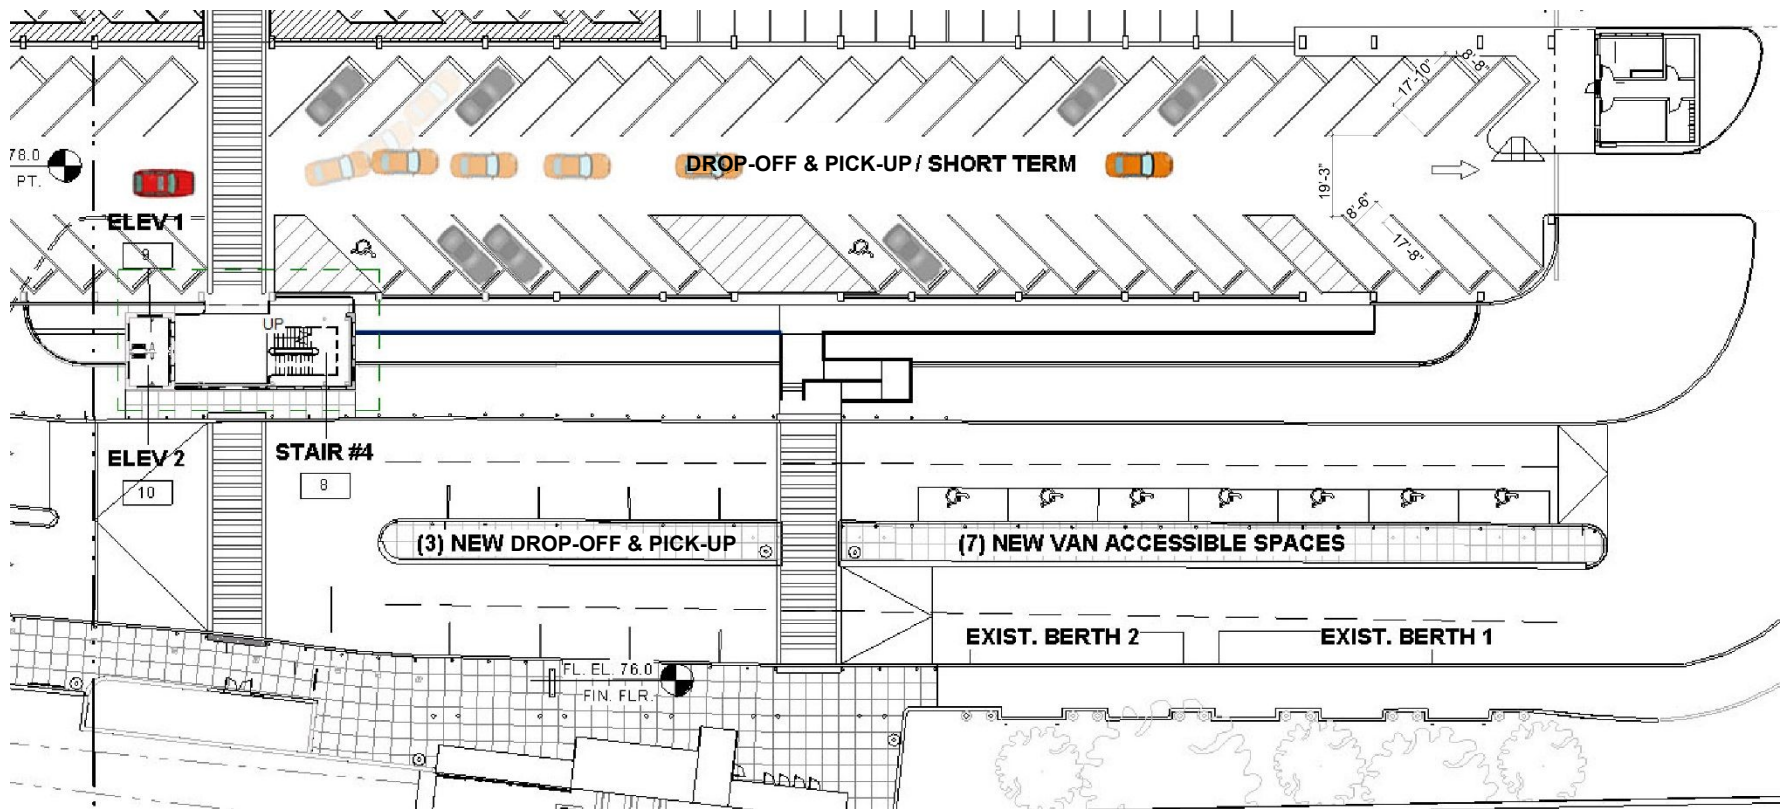 8'-8"
17'-10"
78.0
PT.
DROP-OFF & PICK-UP / SHORT TERM
19'-3"
8'-6"
17'-8"
ELEV 1
9
UP
ELEV 2
10
STAIR #4
8
(3) NEW DROP-OFF & PICK-UP
(7) NEW VAN ACCESSIBLE SPACES
EXIST. BERTH 2
EXIST. BERTH 1
FL. EL. 76.0
FIN. FLR.